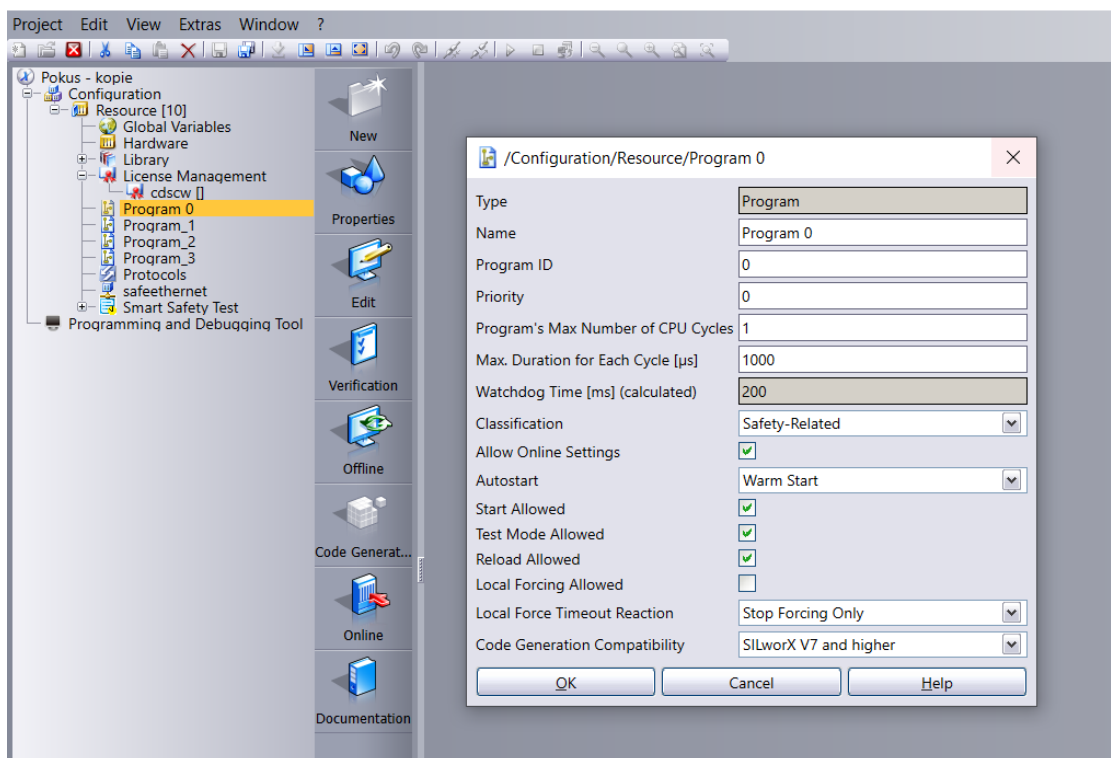 Project Edit View Extras Window ?
Pokus - kopie
Configuration
Resource [10]
Global Variables
Hardware
Library
License Management
cdscw []
Program 0
Program_1
Program_2
Program_3
Protocols
safeethernet
Smart Safety Test
Programming and Debugging Tool
New
Properties
Edit
Verification
Offline
Code Generat...
Online
Documentation
/Configuration/Resource/Program 0
Type Program
Name Program 0
Program ID 0
Priority 0
Program's Max Number of CPU Cycles 1
Max. Duration for Each Cycle [µs] 1000
Watchdog Time [ms] (calculated) 200
Classification Safety-Related
Allow Online Settings
Autostart Warm Start
Start Allowed
Test Mode Allowed
Reload Allowed
Local Forcing Allowed
Local Force Timeout Reaction Stop Forcing Only
Code Generation Compatibility SILworX V7 and higher
OK Cancel Help